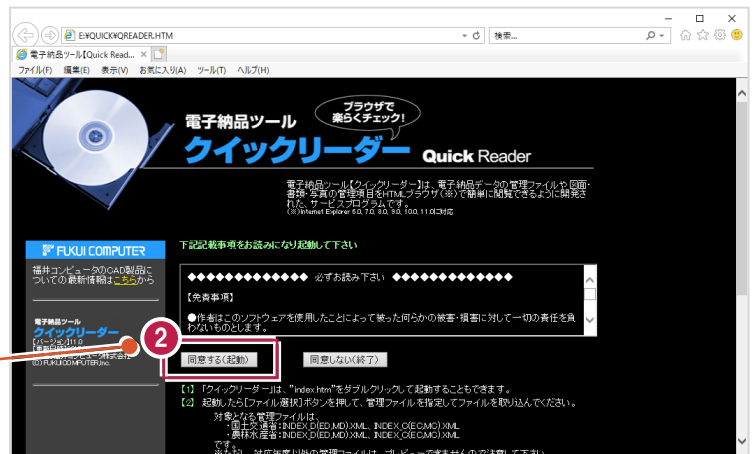 E:¥QUICK¥QREADER.HTM
検索...
電子納品ツール【Quick Read...
ファイル(F) 編集(E) 表示(V) お気に入り(A) ツール(T) ヘルプ(H)
ブラウザで
楽らくチェック!
電子納品ツール
クイックリーダー Quick Reader
電子納品ツール【クイックリーダー】は、電子納品データの管理ファイルや図面・
書類・写真の管理項目をHTMLブラウザ(※)で簡単に閲覧できるように開発さ
れた、サービスプログラムです。
(※)Internet Explorer 6.0, 7.0, 8.0, 9.0, 10.0, 11.0に対応
FUKUI COMPUTER
福井コンピュータのCAD製品に
ついての最新情報はこちらから
電子納品ツール
クイックリーダー
[バージョン]11.0
(C) FUKUI COMPUTER,Inc.
下記記載事項をお読みになり起動して下さい
◆◆◆◆◆◆◆◆◆◆◆◆◆ 必ずお読み下さい ◆◆◆◆◆◆◆◆◆◆◆◆◆
【免責事項】
●作者はこのソフトウェアを使用したことによって被った何らかの被害・損害に対して一切の責任を負
わないものとします。
2
同意する(起動) 同意しない(終了)
【1】 「クイックリーダー」は、"index.htm"をダブルクリックして起動することもできます。
【2】 起動したら[ファイル選択]ボタンを押して、管理ファイルを指定してファイルを取り込んでください。
対象となる管理ファイルは、
・国土交通省:INDEX_D(ED,MD).XML、INDEX_C(EC,MC).XML
・農林水産省:INDEX_D(ED,MD).XML、INDEX_C(EC,MC).XML
です。